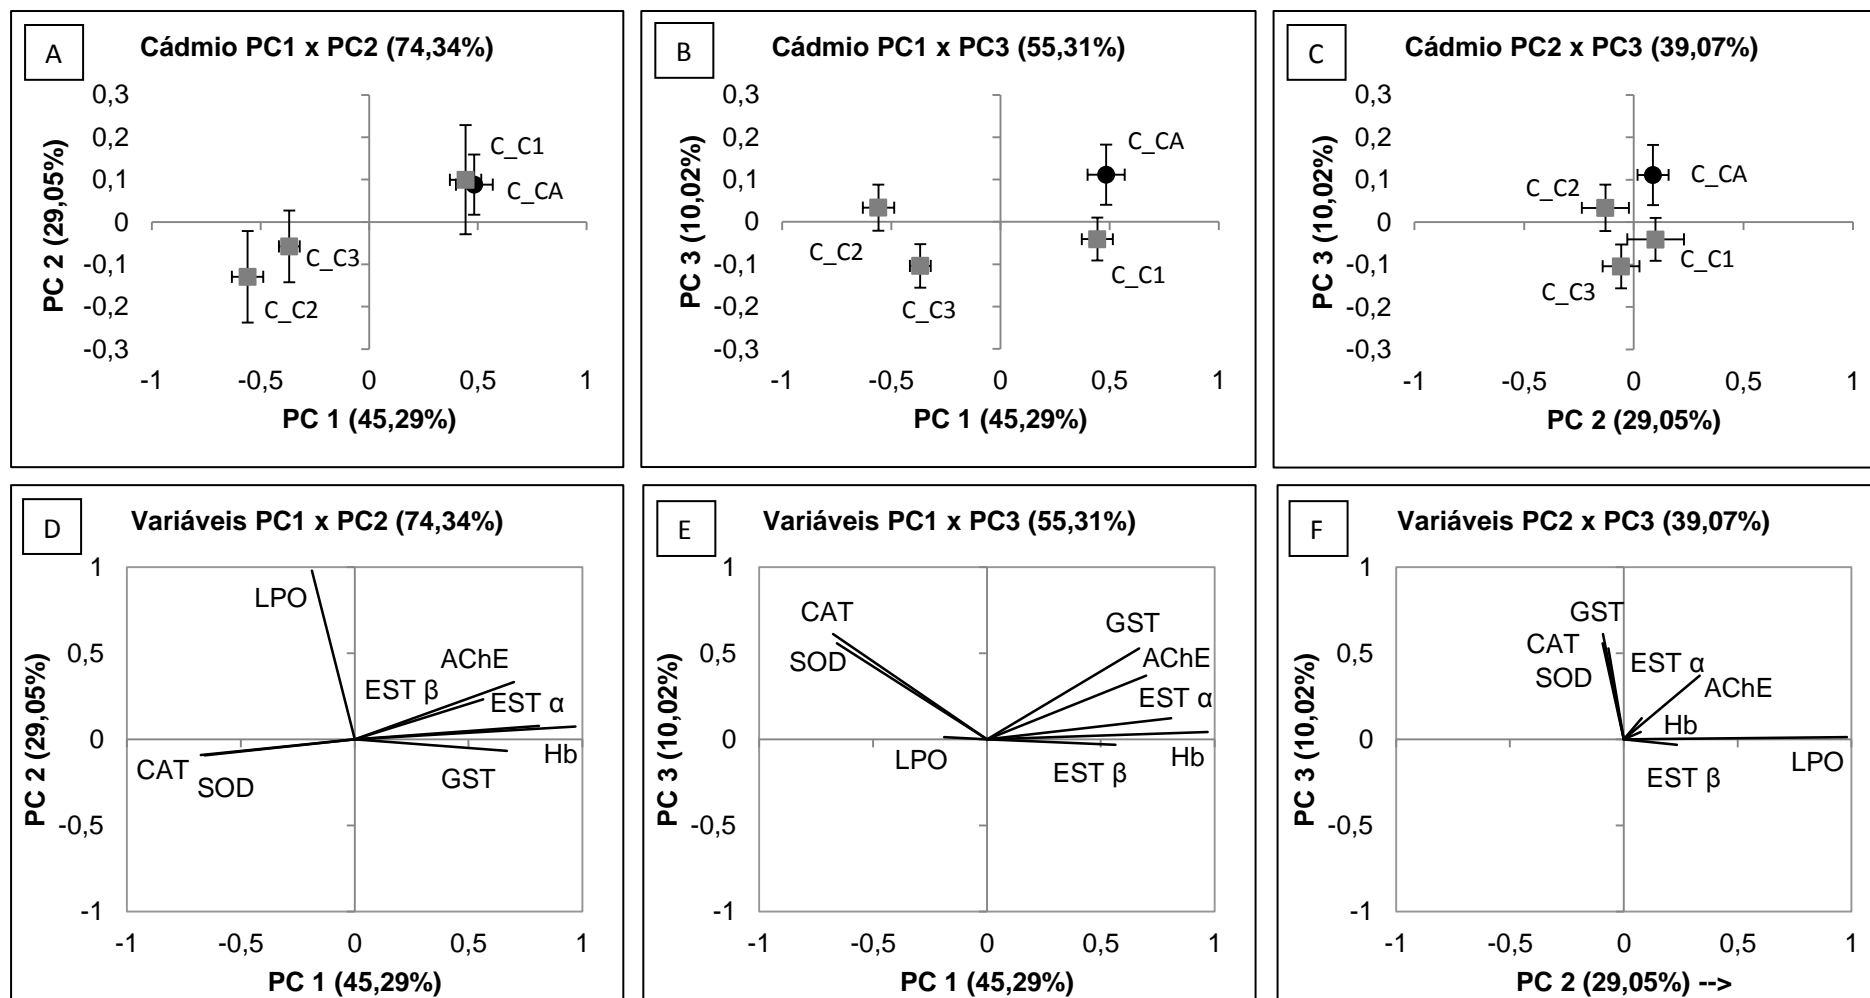 A
Cádmio PC1 x PC2 (74,34%)
0,3
0,2
0,1
0
-0,1
-0,2
-0,3
-1
-0,5
0
0,5
1
PC 2 (29,05%)
PC 1 (45,29%)
C_C1
C_CA
C_C3
C_C2
B
Cádmio PC1 x PC3 (55,31%)
0,3
0,2
0,1
0
-0,1
-0,2
-0,3
-1
-0,5
0
0,5
1
PC 3 (10,02%)
PC 1 (45,29%)
C_CA
C_C2
C_C1
C_C3
C
Cádmio PC2 x PC3 (39,07%)
0,3
0,2
0,1
0
-0,1
-0,2
-0,3
-1
-0,5
0
0,5
1
PC 3 (10,02%)
PC 2 (29,05%)
C_CA
C_C2
C_C1
C_C3
D
Variáveis PC1 x PC2 (74,34%)
1
0,5
0
-0,5
-1
-1
-0,5
0
0,5
1
PC 2 (29,05%)
PC 1 (45,29%)
LPO
AChE
EST β
EST α
Hb
CAT
SOD
GST
E
Variáveis PC1 x PC3 (55,31%)
1
0,5
0
-0,5
-1
-1
-0,5
0
0,5
1
PC 3 (10,02%)
PC 1 (45,29%)
CAT
SOD
GST
AChE
EST α
LPO
EST β
Hb
F
Variáveis PC2 x PC3 (39,07%)
1
0,5
0
-0,5
-1
-1
-0,5
0
0,5
1
PC 3 (10,02%)
PC 2 (29,05%) -->
GST
CAT
SOD
EST α
AChE
Hb
LPO
EST β